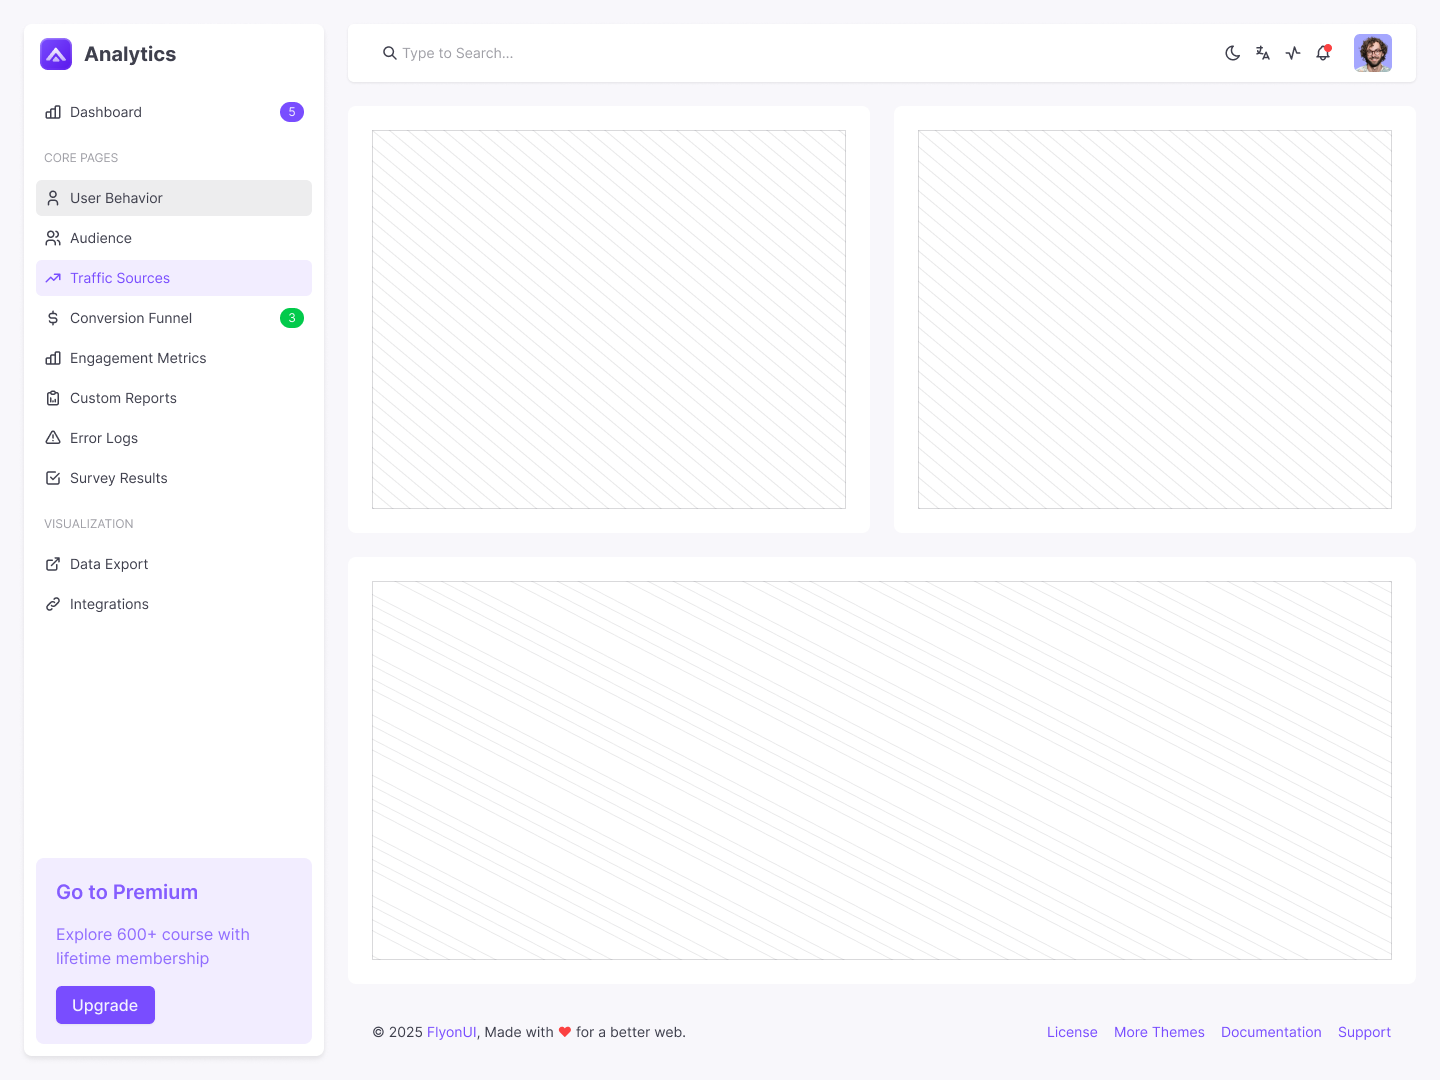 Analytics
Dashboard 5
CORE PAGES
User Behavior
Audience
Traffic Sources
Conversion Funnel 3
Engagement Metrics
Custom Reports
Error Logs
Survey Results
VISUALIZATION
Data Export
Integrations
Go to Premium
Explore 600+ course with
lifetime membership
Upgrade
Type to Search...
© 2025 FlyonUI, Made with ❤ for a better web.
License More Themes Documentation Support